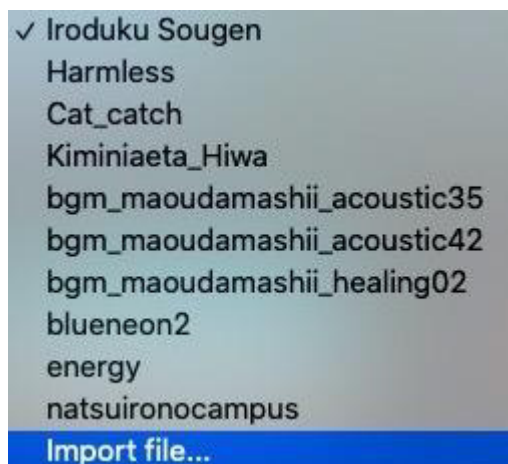 ✓ Iroduku Sougen
Harmless
Cat_catch
Kiminiaeta_Hiwa
bgm_maoudamashii_acoustic35
bgm_maoudamashii_acoustic42
bgm_maoudamashii_healing02
blueneon2
energy
natsuironocampus
Import file...